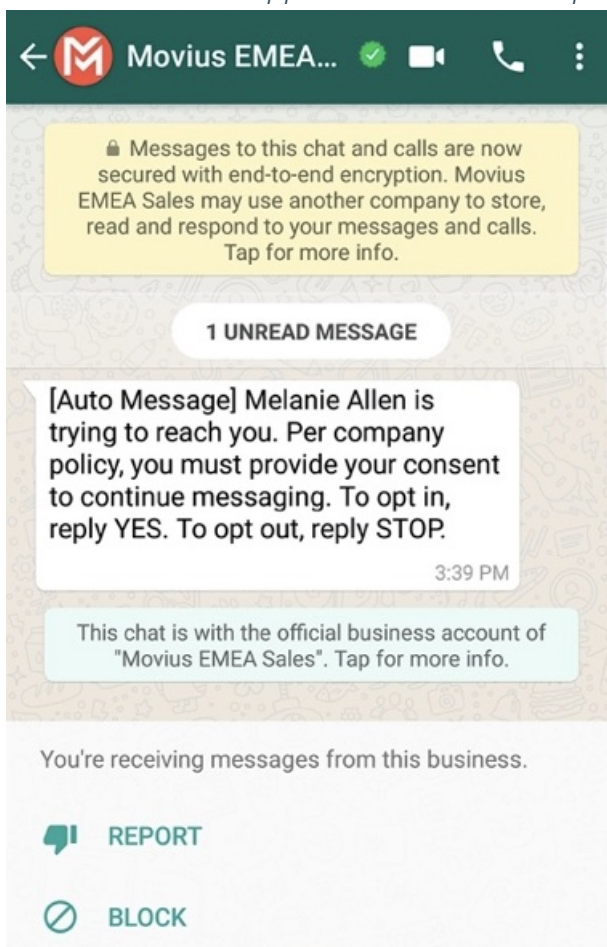 Movius EMEA...
Messages to this chat and calls are now
secured with end-to-end encryption. Movius
EMEA Sales may use another company to store,
read and respond to your messages and calls.
Tap for more info.
1 UNREAD MESSAGE
[Auto Message] Melanie Allen is
trying to reach you. Per company
policy, you must provide your consent
to continue messaging. To opt in,
reply YES. To opt out, reply STOP.
3:39 PM
This chat is with the official business account of
"Movius EMEA Sales". Tap for more info.
You're receiving messages from this business.
REPORT
BLOCK